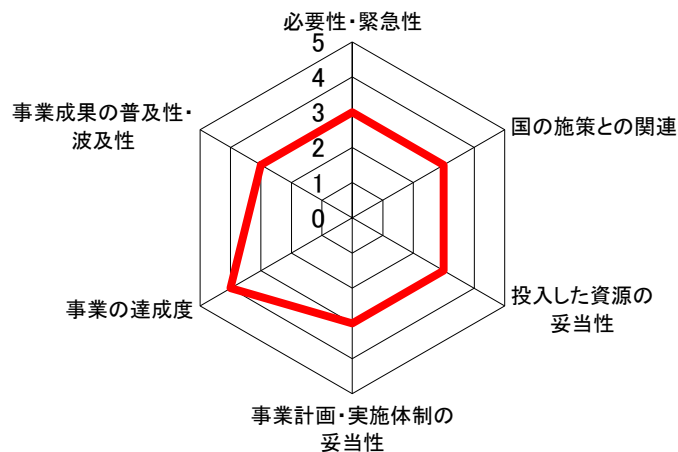 必要性・緊急性
5
4
3
2
1
0
国の施策との関連
投入した資源の
妥当性
事業計画・実施体制の
妥当性
事業の達成度
事業成果の普及性・
波及性